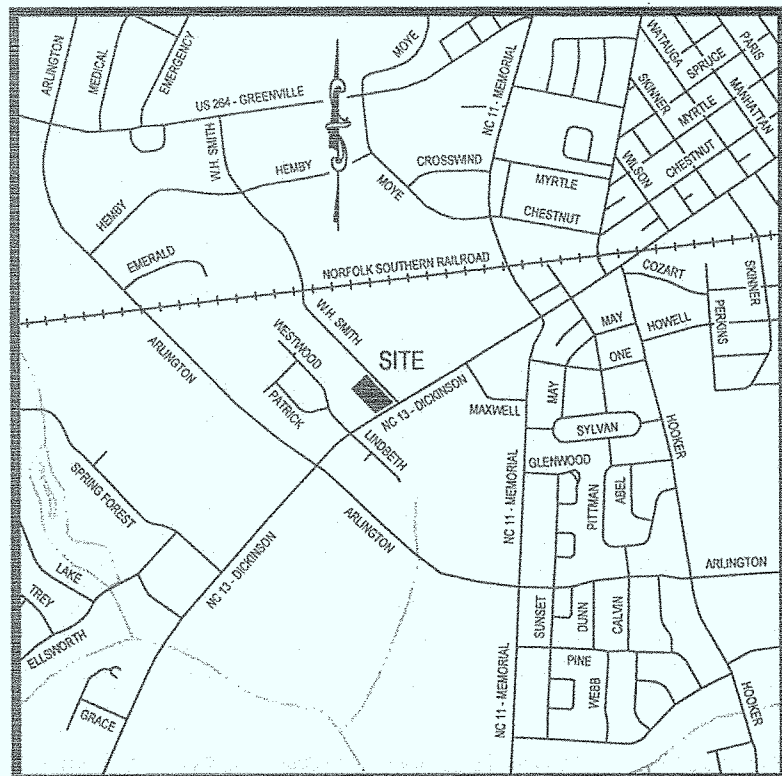 ARLINGTON
MEDICAL
EMERGENCY
MOYE
NC 11 - MEMORIAL
WATAUGA
PARIS
SPRUCE
SKINNER
MANHATTAN
MYRTLE
US 264 - GREENVILLE
W.H. SMITH
HEMBY
CROSSWIND
WILSON
CHESTNUT
MOYE
MYRTLE
HEMBY
CHESTNUT
EMERALD
NORFOLK SOUTHERN RAILROAD
COZART
SKINNER
W.H. SMITH
MAY
HOWELL
PERKINS
WESTWOOD
SITE
ONE
ARLINGTON
PATRICK
NC 13 - DICKINSON
MAXWELL
MAY
HOOKER
SYLVAN
LINDBETH
GLENWOOD
SPRING FOREST
NC 11 - MEMORIAL
PITTMAN
ABEL
ARLINGTON
NC 13 - DICKINSON
ARLINGTON
LAKE
TREY
SUNSET
DUNN
CALVIN
ELLSWORTH
PINE
WEBB
NC 11 - MEMORIAL
HOOKER
GRACE